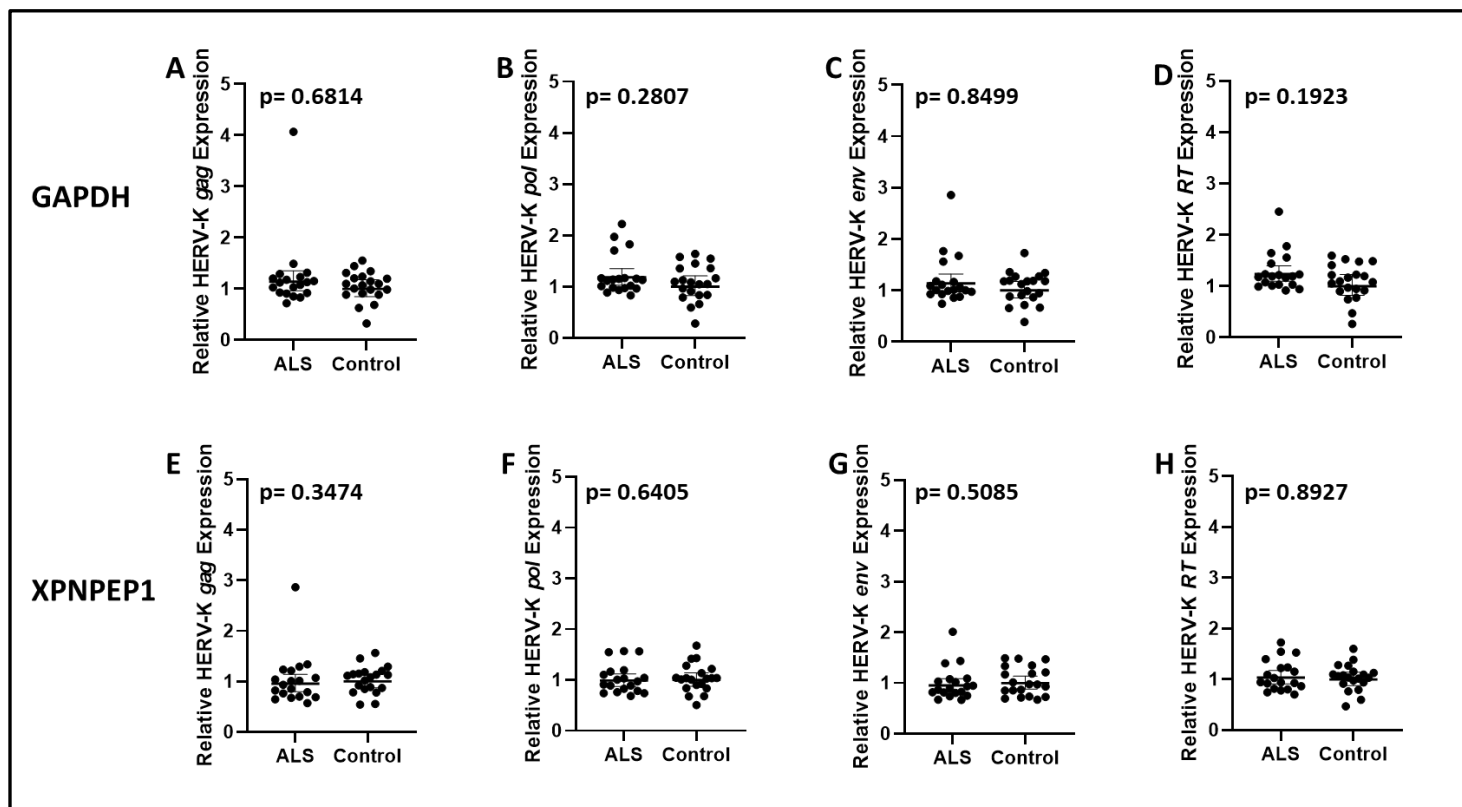 GAPDH
A
p= 0.6814
Relative HERV-K gag Expression
5
4
3
2
1
0
ALS Control
B
p= 0.2807
Relative HERV-K pol Expression
5
4
3
2
1
0
ALS Control
C
p= 0.8499
Relative HERV-K env Expression
5
4
3
2
1
0
ALS Control
D
p= 0.1923
Relative HERV-K RT Expression
5
4
3
2
1
0
ALS Control
XPNPEP1
E
p= 0.3474
Relative HERV-K gag Expression
5
4
3
2
1
0
ALS Control
F
p= 0.6405
Relative HERV-K pol Expression
5
4
3
2
1
0
ALS Control
G
p= 0.5085
Relative HERV-K env Expression
5
4
3
2
1
0
ALS Control
H
p= 0.8927
Relative HERV-K RT Expression
5
4
3
2
1
0
ALS Control